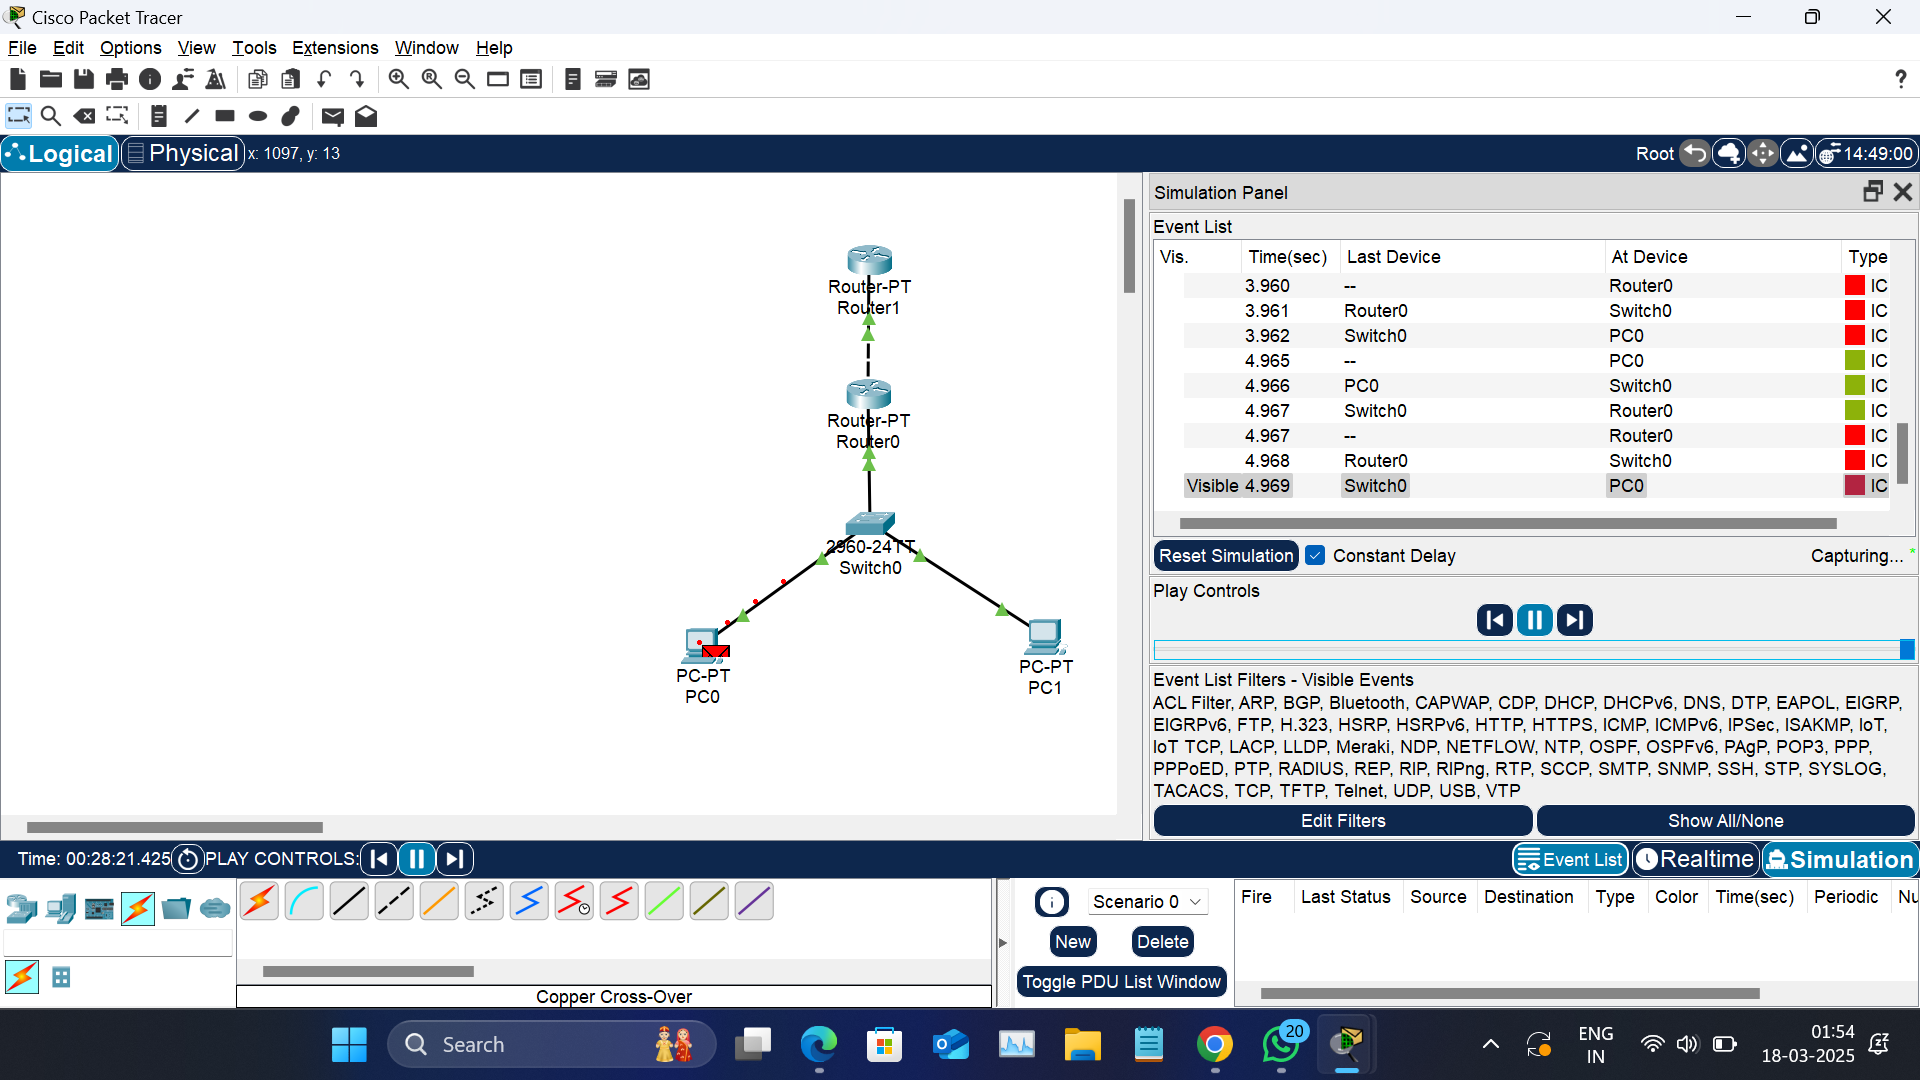 Cisco Packet Tracer
File Edit Options View Tools Extensions Window Help
?
Logical Physical x: 1097, y: 13 Root 14:49:00
Router-PT
Router1
Router-PT
Router0
2960-24TT
Switch0
PC-PT
PC0
PC-PT
PC1
Simulation Panel
Event List
Vis. Time(sec) Last Device At Device Type
3.960 -- Router0 IC
3.961 Router0 Switch0 IC
3.962 Switch0 PC0 IC
4.965 -- PC0 IC
4.966 PC0 Switch0 IC
4.967 Switch0 Router0 IC
4.967 -- Router0 IC
4.968 Router0 Switch0 IC
Visible 4.969 Switch0 PC0 IC
Reset Simulation Constant Delay Capturing... *
Play Controls
Event List Filters - Visible Events
ACL Filter, ARP, BGP, Bluetooth, CAPWAP, CDP, DHCP, DHCPv6, DNS, DTP, EAPOL, EIGRP,
EIGRPv6, FTP, H.323, HSRP, HSRPv6, HTTP, HTTPS, ICMP, ICMPv6, IPSec, ISAKMP, IoT,
IoT TCP, LACP, LLDP, Meraki, NDP, NETFLOW, NTP, OSPF, OSPFv6, PAgP, POP3, PPP,
PPPoED, PTP, RADIUS, REP, RIP, RIPng, RTP, SCCP, SMTP, SNMP, SSH, STP, SYSLOG,
TACACS, TCP, TFTP, Telnet, UDP, USB, VTP
Edit Filters Show All/None
Time: 00:28:21.425 PLAY CONTROLS: Event List Realtime Simulation
Copper Cross-Over
Scenario 0
New Delete
Toggle PDU List Window
Fire Last Status Source Destination Type Color Time(sec) Periodic Nu
Search
20
ENG
IN
01:54
18-03-2025